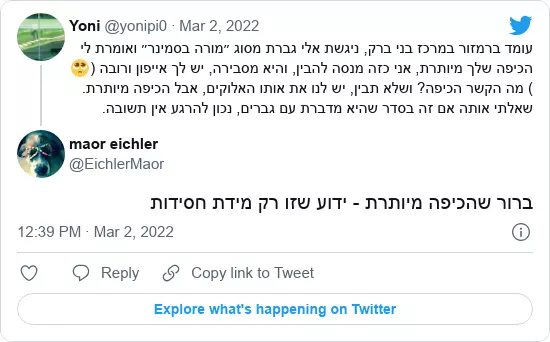 Yoni @yonipi0 · Mar 2, 2022
עומד ברמזור במרכז בני ברק, ניגשת אלי גברת מסוג ״מורה בסמינר״ ואומרת לי
הכיפה שלך מיותרת, אני כזה מנסה להבין, והיא מסבירה, יש לך אייפון ורובה (🙄
) מה הקשר הכיפה? ושלא תבין, יש לנו את אותו האלוקים, אבל הכיפה מיותרת.
שאלתי אותה אם זה בסדר שהיא מדברת עם גברים, נכון להרגע אין תשובה.
maor eichler
@EichlerMaor
ברור שהכיפה מיותרת - ידוע שזו רק מידת חסידות
12:39 PM · Mar 2, 2022
Reply
Copy link to Tweet
Explore what's happening on Twitter